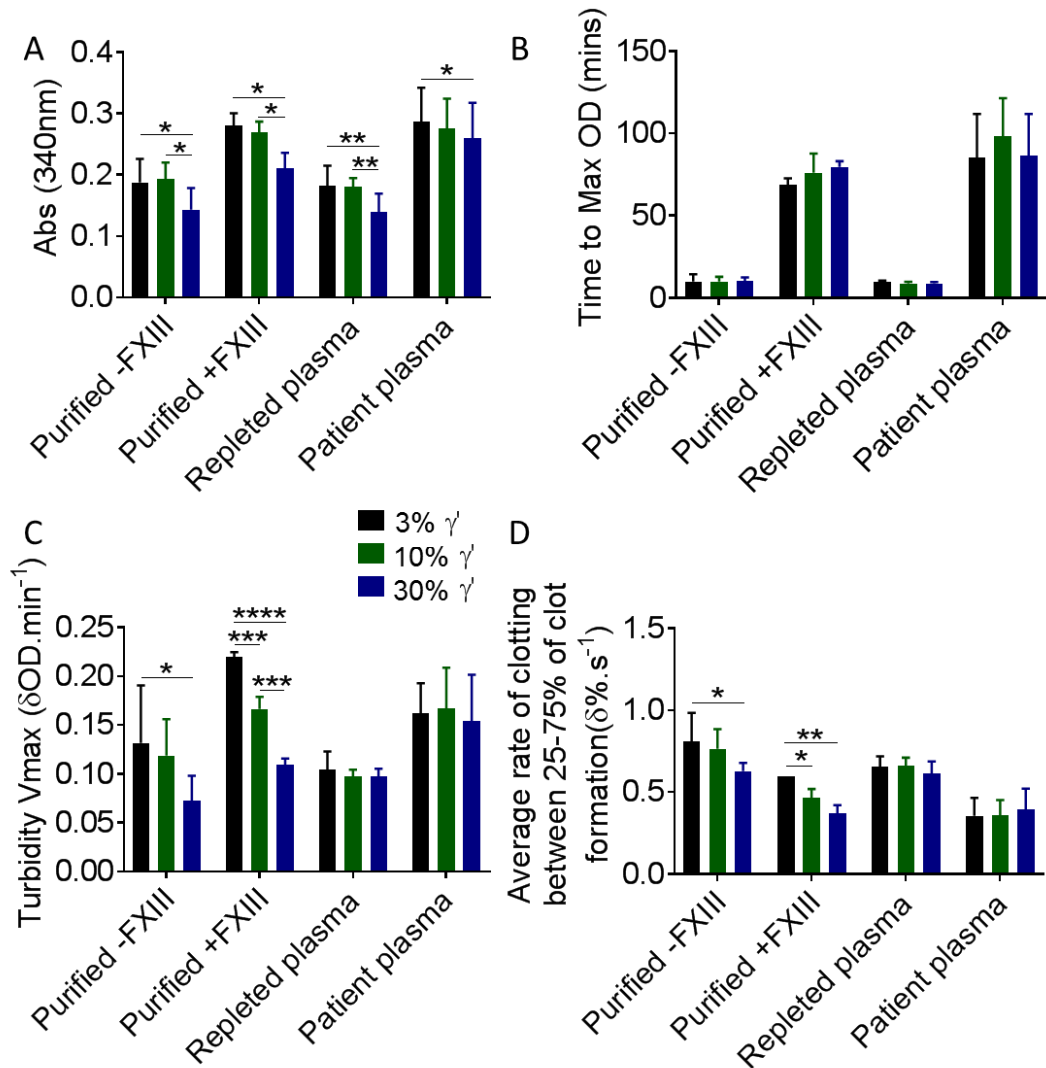 A
Abs (340nm)
0.4
0.3
0.2
0.1
0.0
*
*
*
*
**
**
*
Purified -FXIII
Purified +FXIII
Repleted plasma
Patient plasma
B
Time to Max OD (mins)
150
100
50
0
Purified -FXIII
Purified +FXIII
Repleted plasma
Patient plasma
C
Turbidity Vmax (δOD.min⁻¹)
0.25
0.20
0.15
0.10
0.05
0.00
*
****
***
***
Purified -FXIII
Purified +FXIII
Repleted plasma
Patient plasma
3% γ'
10% γ'
30% γ'
D
Average rate of clotting
between 25-75% of clot
formation(δ%.s⁻¹)
1.5
1.0
0.5
0.0
*
**
*
Purified -FXIII
Purified +FXIII
Repleted plasma
Patient plasma